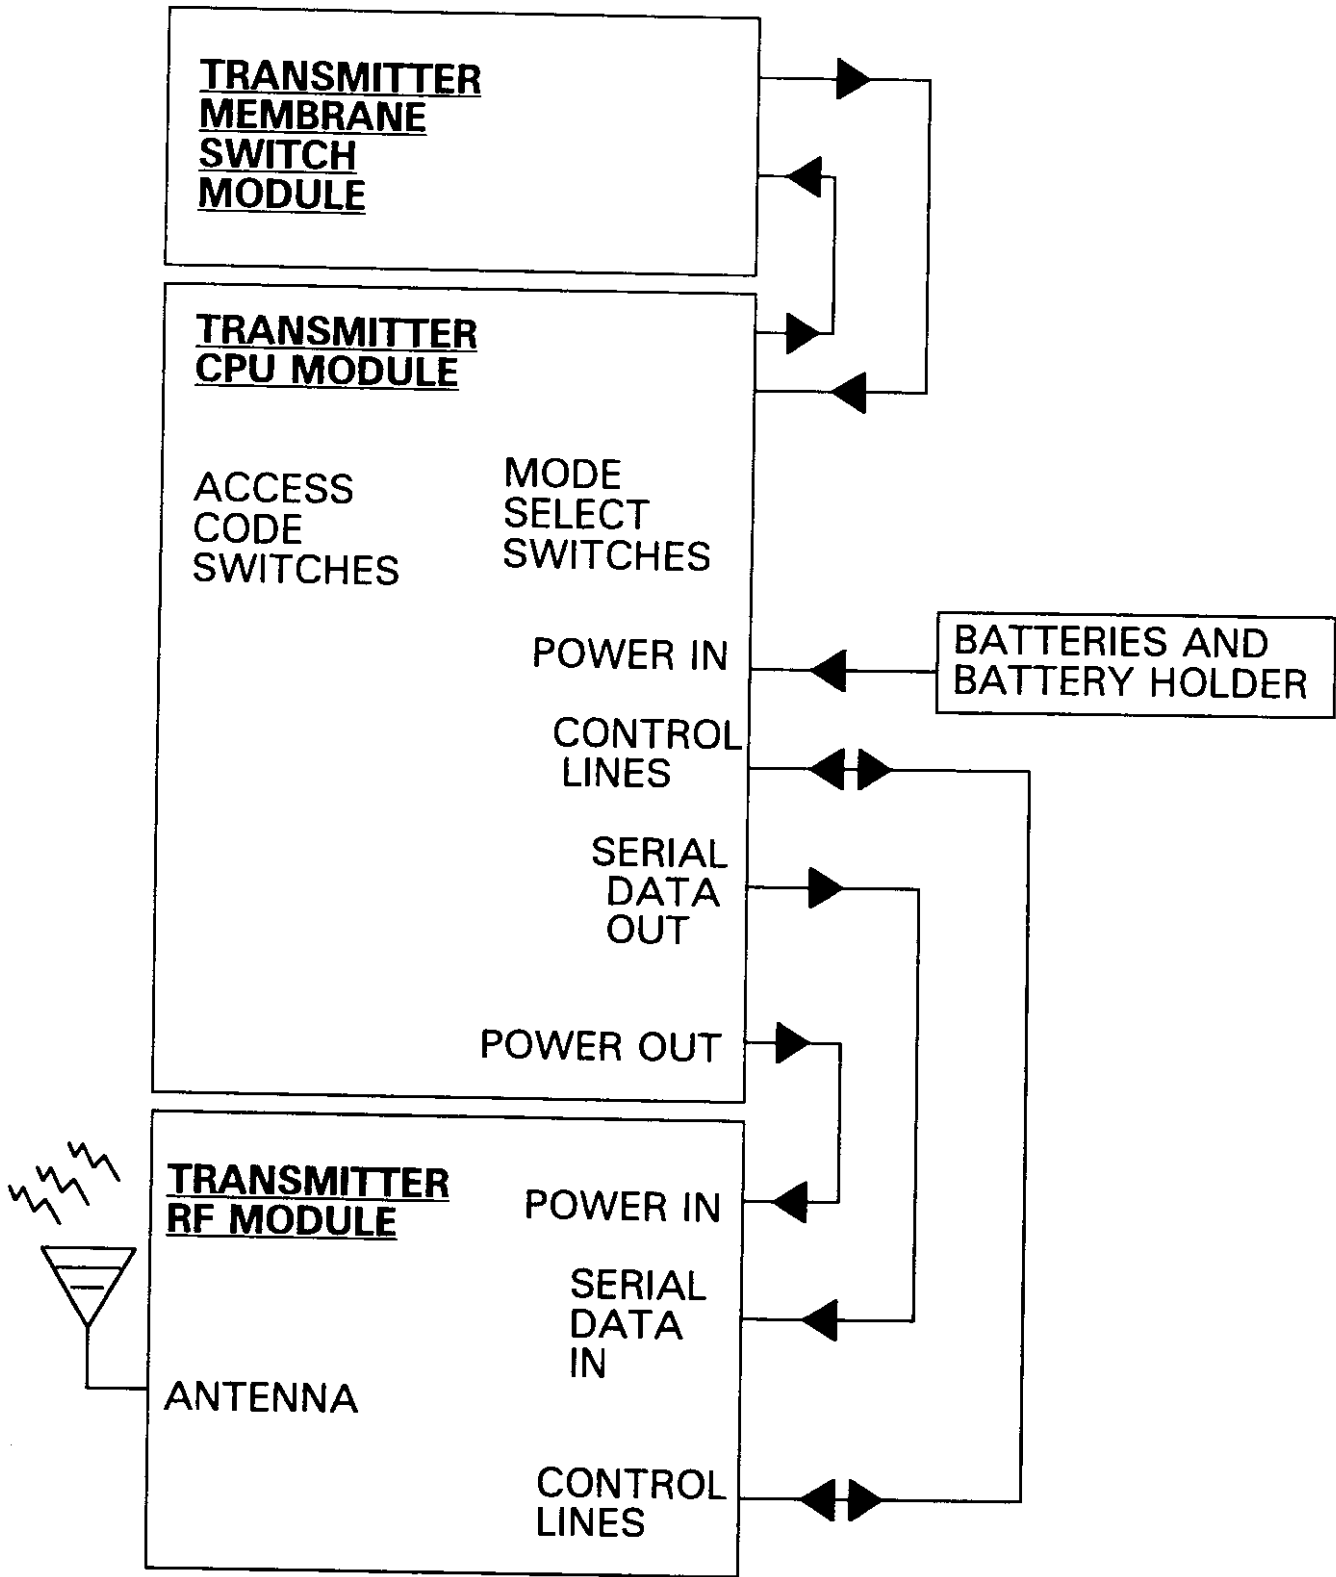 TRANSMITTER
MEMBRANE
SWITCH
MODULE
TRANSMITTER
CPU MODULE
ACCESS
CODE
SWITCHES
MODE
SELECT
SWITCHES
POWER IN
BATTERIES AND
BATTERY HOLDER
CONTROL
LINES
SERIAL
DATA
OUT
POWER OUT
TRANSMITTER
RF MODULE
POWER IN
SERIAL
DATA
IN
ANTENNA
CONTROL
LINES